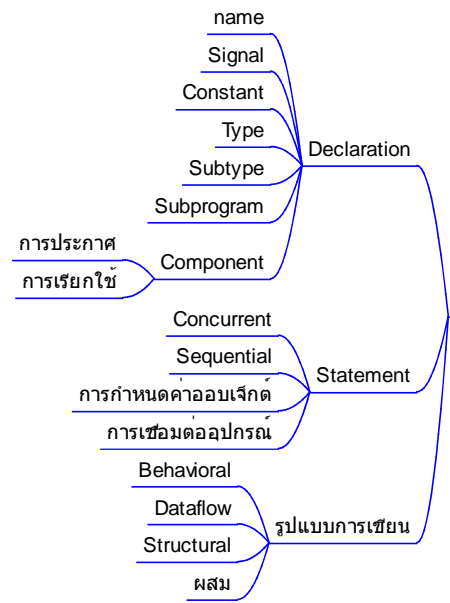 name
Signal
Constant
Type
Declaration
Subtype
Subprogram
การประกาศ
Component
การเรียกใช้
Concurrent
Sequential
Statement
การกำหนดค่าออบเจ็กต์
การเชื่อมต่ออุปกรณ์
Behavioral
Dataflow
รูปแบบการเขียน
Structural
ผสม